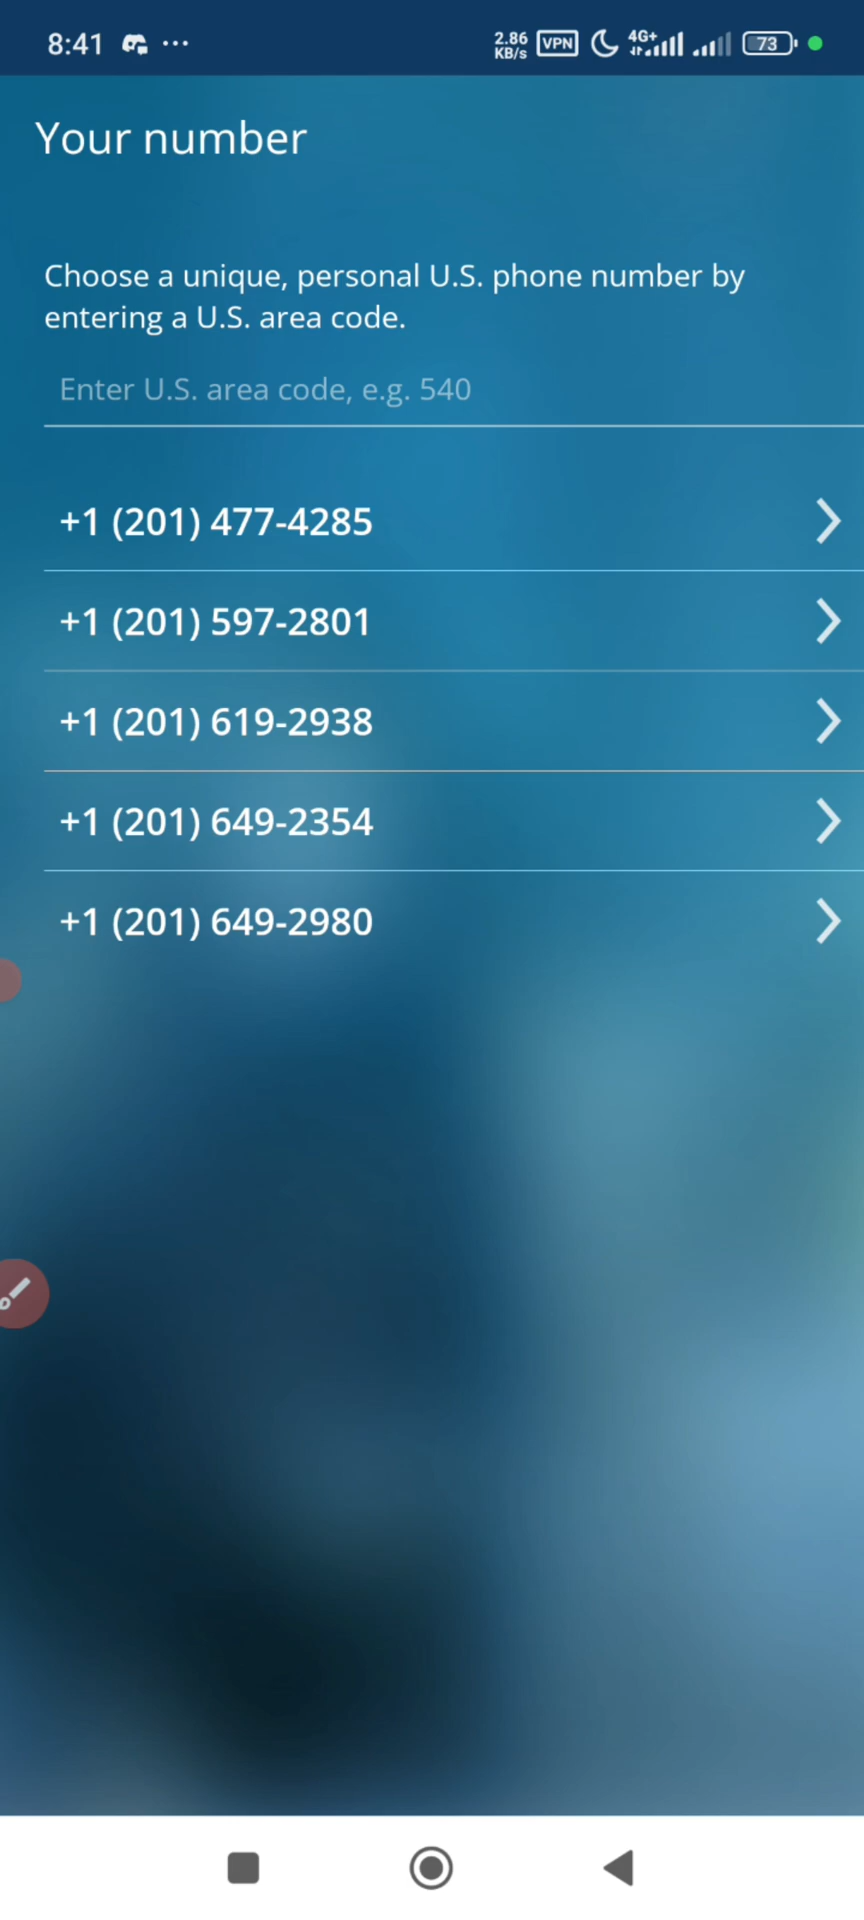 8:41 ... 2.86 KB/s VPN 4G+ 73
Your number
Choose a unique, personal U.S. phone number by
entering a U.S. area code.
Enter U.S. area code, e.g. 540
+1 (201) 477-4285
+1 (201) 597-2801
+1 (201) 619-2938
+1 (201) 649-2354
+1 (201) 649-2980